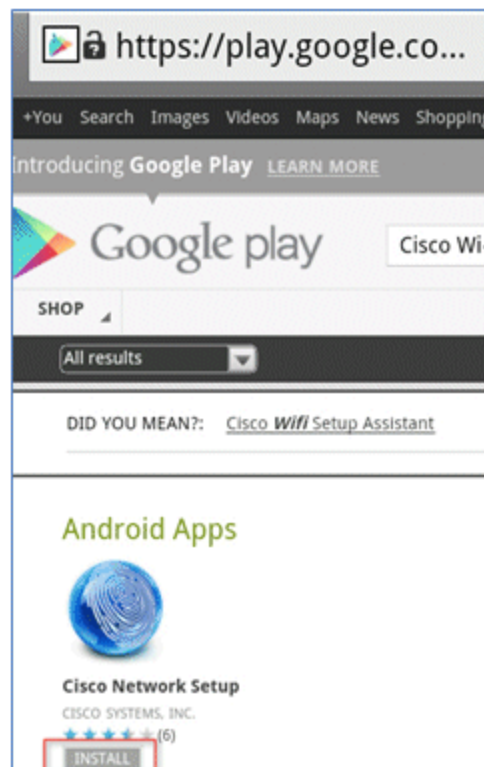 https://play.google.co...
+You Search Images Videos Maps News Shopping
Introducing Google Play LEARN MORE
Google play
Cisco Wi
SHOP
All results
DID YOU MEAN?: Cisco Wifi Setup Assistant
Android Apps
Cisco Network Setup
CISCO SYSTEMS, INC.
(6)
INSTALL